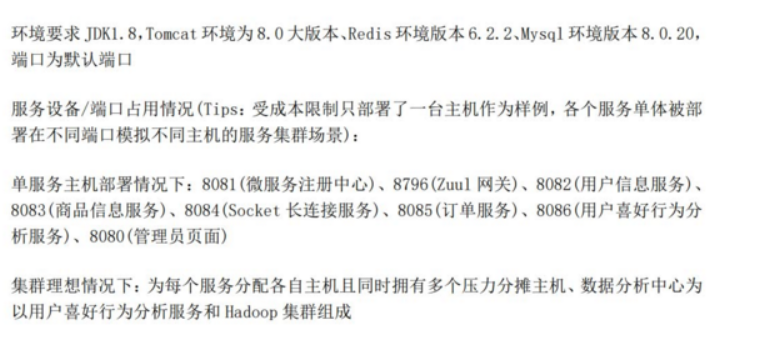 环境要求 JDK1.8,Tomcat 环境为 8.0 大版本、Redis 环境版本 6.2.2、Mysql 环境版本 8.0.20,
端口为默认端口
服务设备/端口占用情况(Tips: 受成本限制只部署了一台主机作为样例, 各个服务单体被部
署在不同端口模拟不同主机的服务集群场景):
单服务主机部署情况下: 8081(微服务注册中心)、8796(Zuul 网关)、8082(用户信息服务)、
8083(商品信息服务)、8084(Socket 长连接服务)、8085(订单服务)、8086(用户喜好行为分
析服务)、8080(管理员页面)
集群理想情况下: 为每个服务分配各自主机且同时拥有多个压力分摊主机、数据分析中心为
以用户喜好行为分析服务和 Hadoop 集群组成